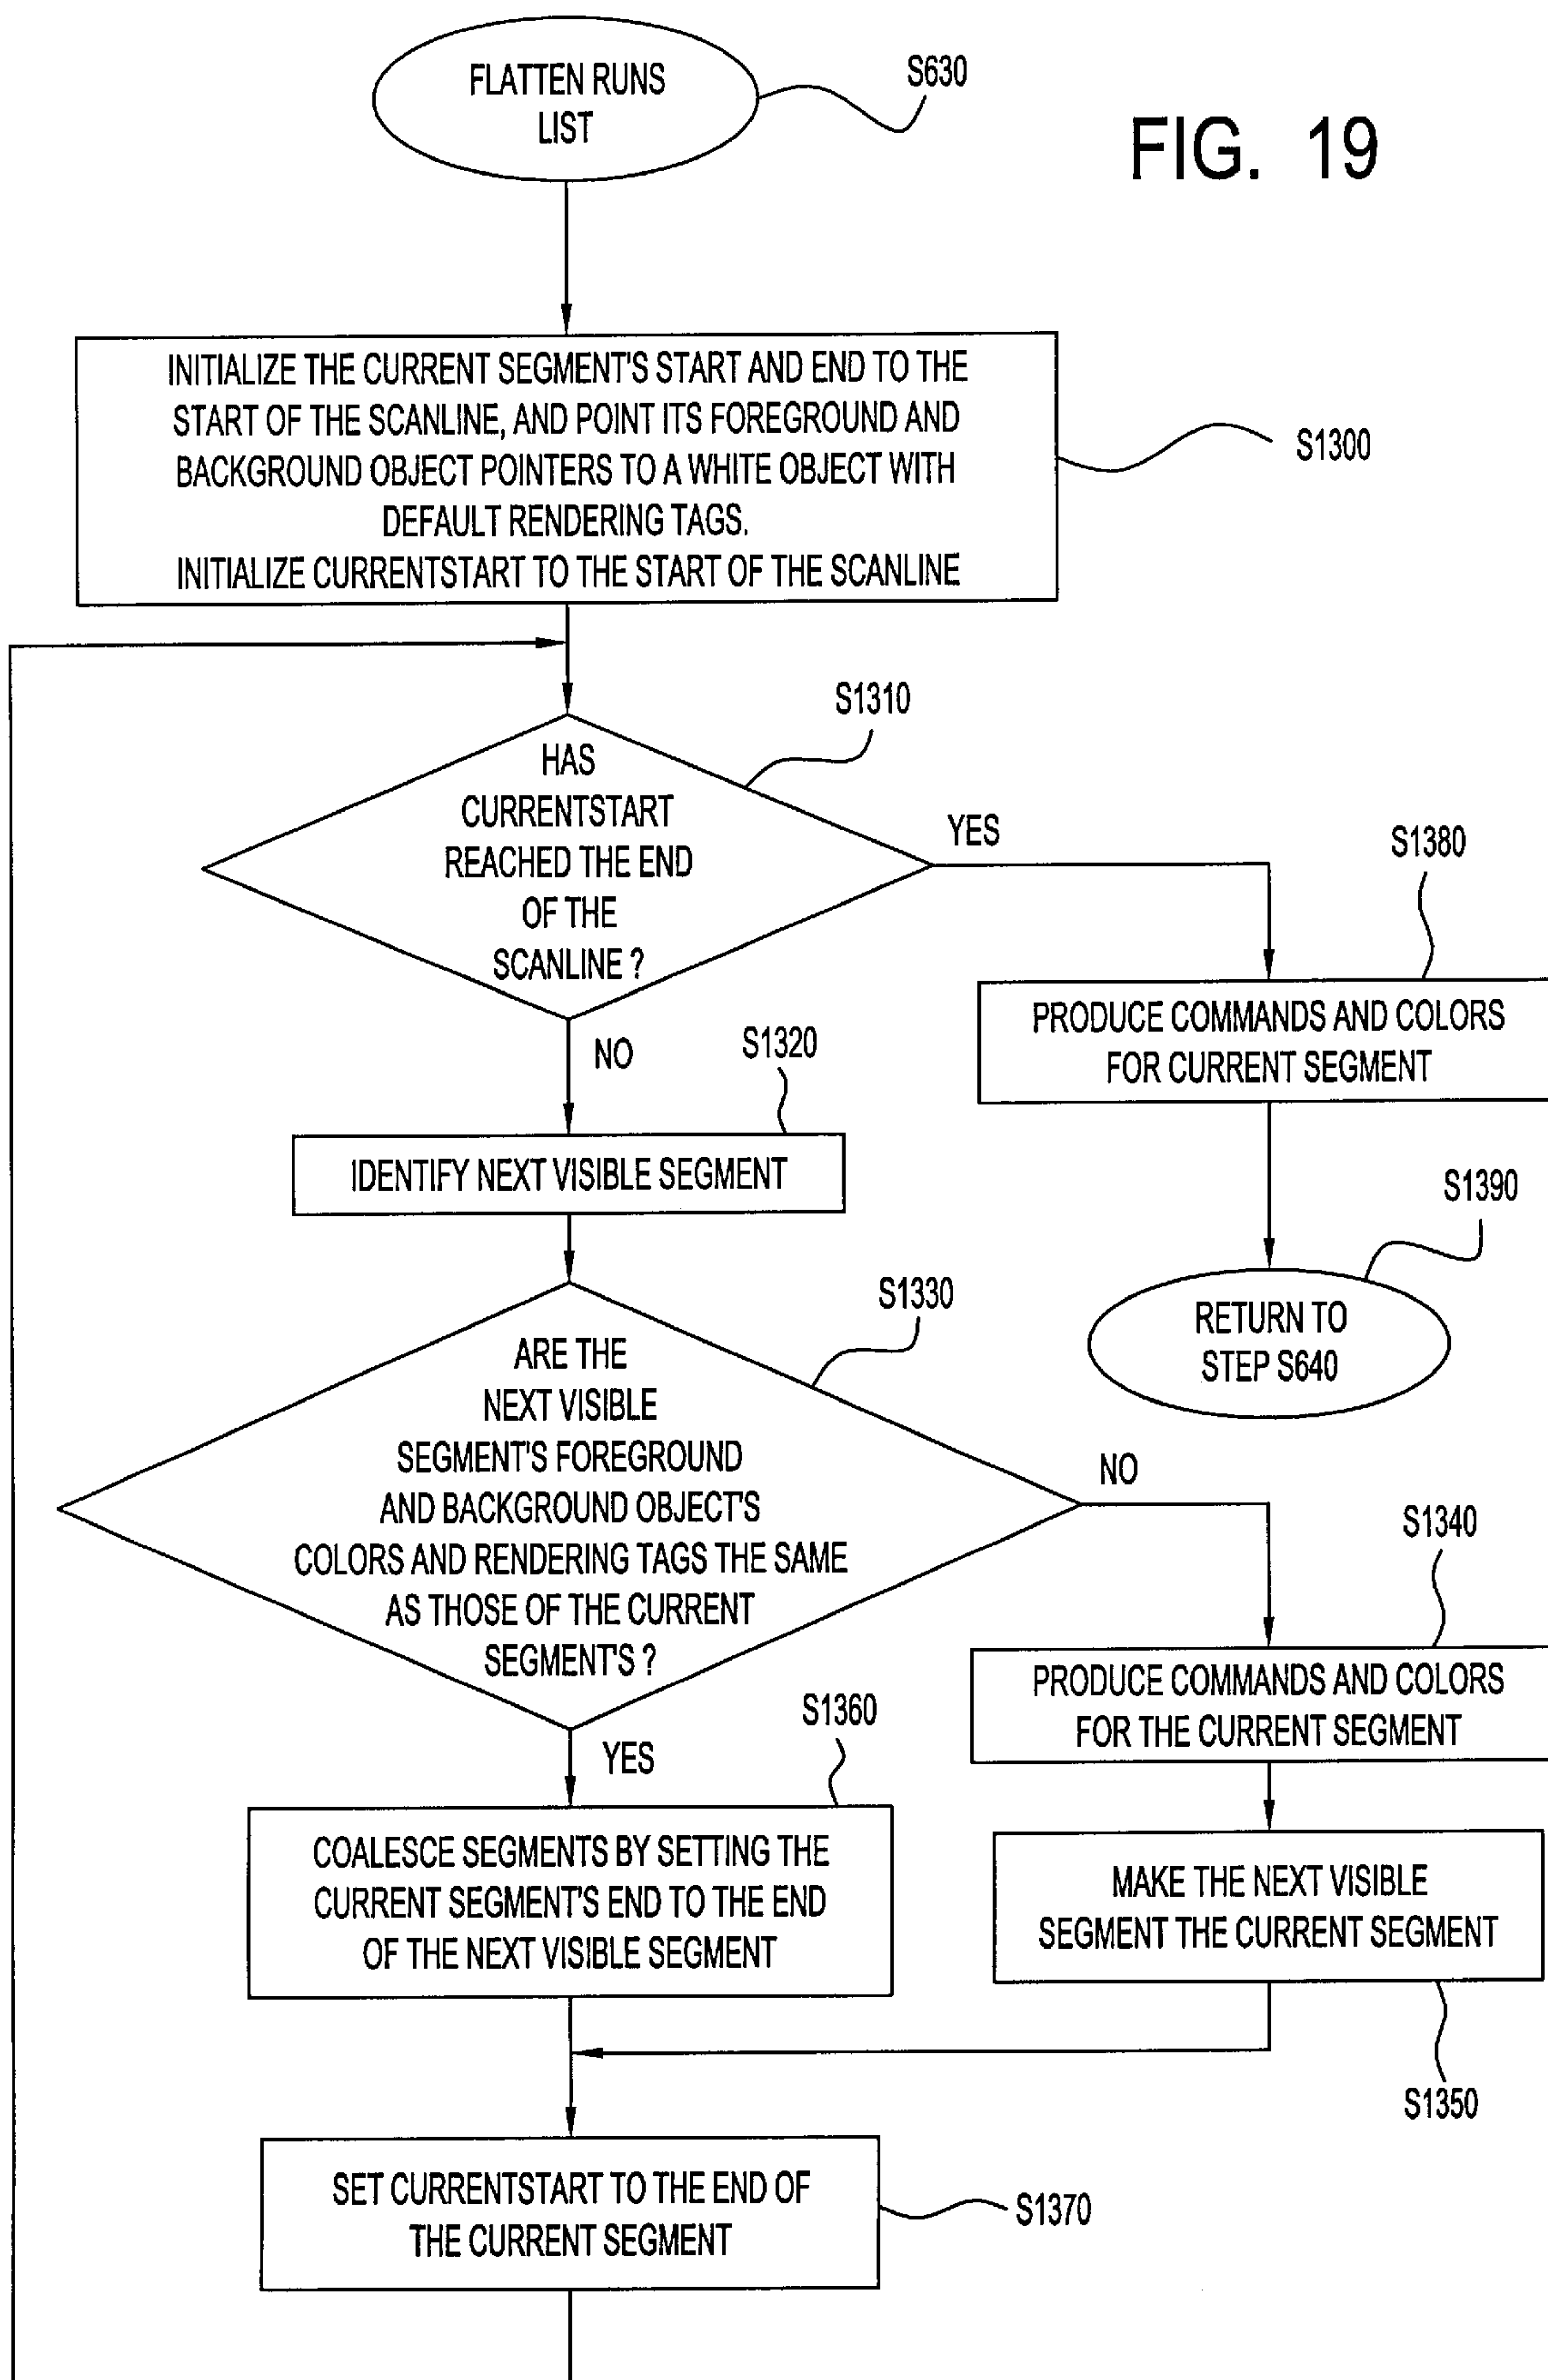 FLATTEN RUNS
LIST
S630
FIG. 19
INITIALIZE THE CURRENT SEGMENT'S START AND END TO THE
START OF THE SCANLINE, AND POINT ITS FOREGROUND AND
BACKGROUND OBJECT POINTERS TO A WHITE OBJECT WITH
DEFAULT RENDERING TAGS.
INITIALIZE CURRENTSTART TO THE START OF THE SCANLINE
S1300
S1310
HAS
CURRENTSTART
REACHED THE END
OF THE
SCANLINE ?
YES
S1380
NO
PRODUCE COMMANDS AND COLORS
FOR CURRENT SEGMENT
S1320
IDENTIFY NEXT VISIBLE SEGMENT
S1390
RETURN TO
STEP S640
S1330
ARE THE
NEXT VISIBLE
SEGMENT'S FOREGROUND
AND BACKGROUND OBJECT'S
COLORS AND RENDERING TAGS THE SAME
AS THOSE OF THE CURRENT
SEGMENT'S ?
NO
S1340
PRODUCE COMMANDS AND COLORS
FOR THE CURRENT SEGMENT
YES
S1360
COALESCE SEGMENTS BY SETTING THE
CURRENT SEGMENT'S END TO THE END
OF THE NEXT VISIBLE SEGMENT
MAKE THE NEXT VISIBLE
SEGMENT THE CURRENT SEGMENT
S1350
SET CURRENTSTART TO THE END OF
THE CURRENT SEGMENT
S1370